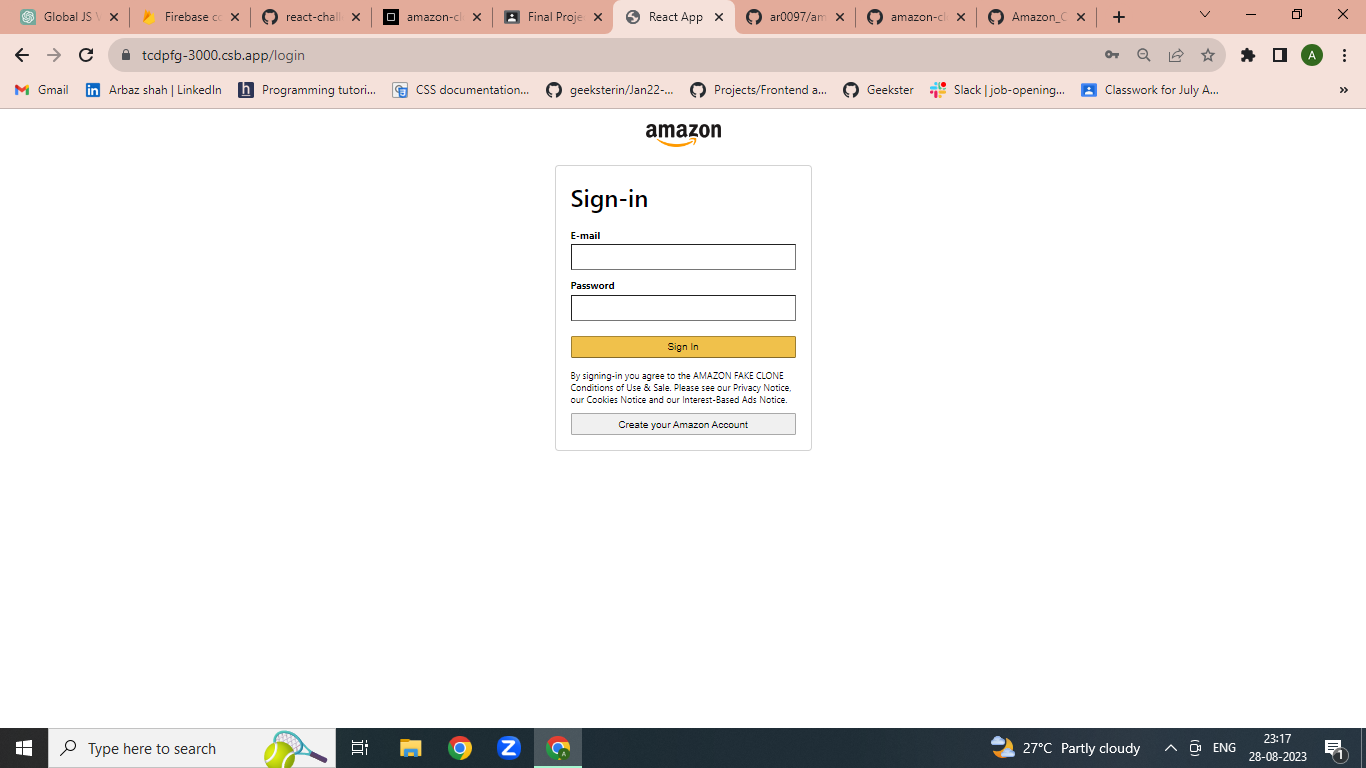 Global JS
Firebase co
react-chall
amazon-cl
Final Proje
React App
ar0097/am
amazon-cl
Amazon_C
tcdpfg-3000.csb.app/login
A
Gmail
Arbaz shah | LinkedIn
h
Programming tutori...
CSS documentation...
geeksterin/Jan22-...
Projects/Frontend a...
Geekster
Slack | job-opening...
Classwork for July A...
»
amazon
Sign-in
E-mail
Password
Sign In
By signing-in you agree to the AMAZON FAKE CLONE
Conditions of Use & Sale. Please see our Privacy Notice,
our Cookies Notice and our Interest-Based Ads Notice.
Create your Amazon Account
Type here to search
27°C Partly cloudy
ENG
23:17
28-08-2023
1